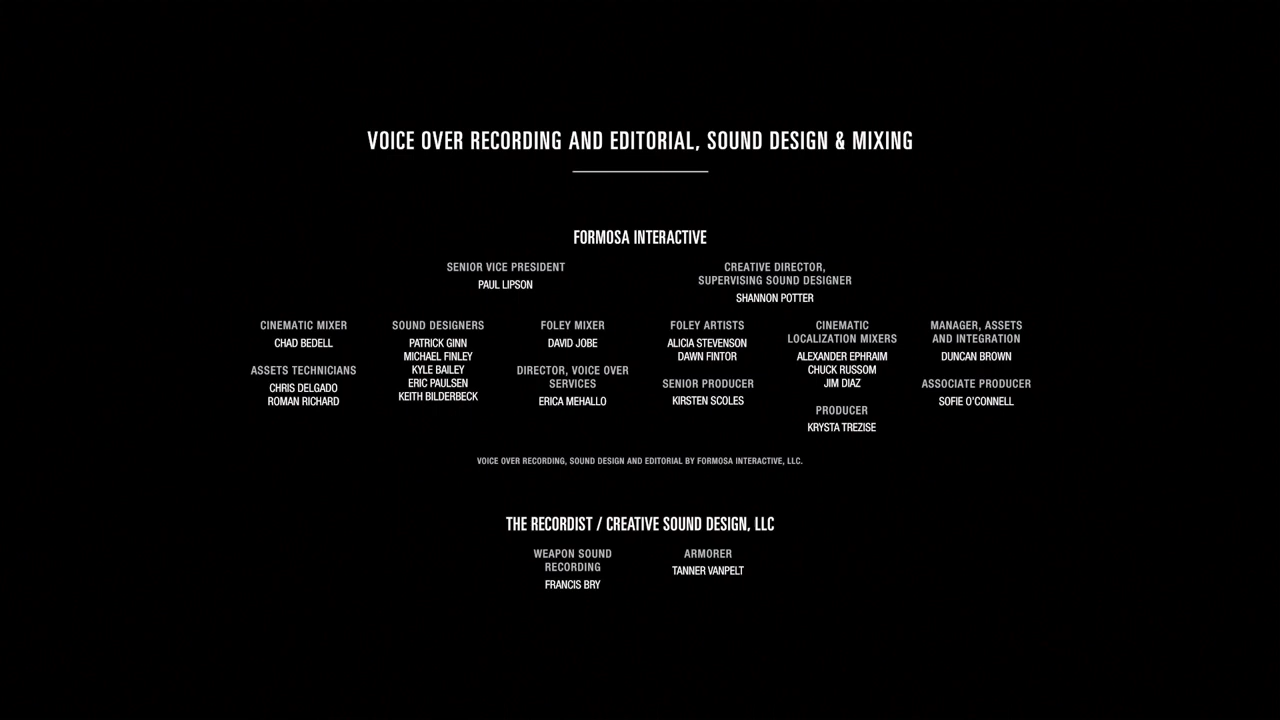 VOICE OVER RECORDING AND EDITORIAL, SOUND DESIGN & MIXING
FORMOSA INTERACTIVE
SENIOR VICE PRESIDENT
PAUL LIPSON
CREATIVE DIRECTOR,
SUPERVISING SOUND DESIGNER
SHANNON POTTER
CINEMATIC MIXER
CHAD BEDELL
ASSETS TECHNICIANS
CHRIS DELGADO
ROMAN RICHARD
SOUND DESIGNERS
PATRICK GINN
MICHAEL FINLEY
KYLE BAILEY
ERIC PAULSEN
KEITH BILDERBECK
FOLEY MIXER
DAVID JOBE
DIRECTOR, VOICE OVER
SERVICES
ERICA MEHALLO
FOLEY ARTISTS
ALICIA STEVENSON
DAWN FINTOR
SENIOR PRODUCER
KIRSTEN SCOLES
CINEMATIC
LOCALIZATION MIXERS
ALEXANDER EPHRAIM
CHUCK RUSSOM
JIM DIAZ
PRODUCER
KRYSTA TREZISE
MANAGER, ASSETS
AND INTEGRATION
DUNCAN BROWN
ASSOCIATE PRODUCER
SOFIE O'CONNELL
VOICE OVER RECORDING, SOUND DESIGN AND EDITORIAL BY FORMOSA INTERACTIVE, LLC.
THE RECORDIST / CREATIVE SOUND DESIGN, LLC
WEAPON SOUND
RECORDING
FRANCIS BRY
ARMORER
TANNER VANPELT